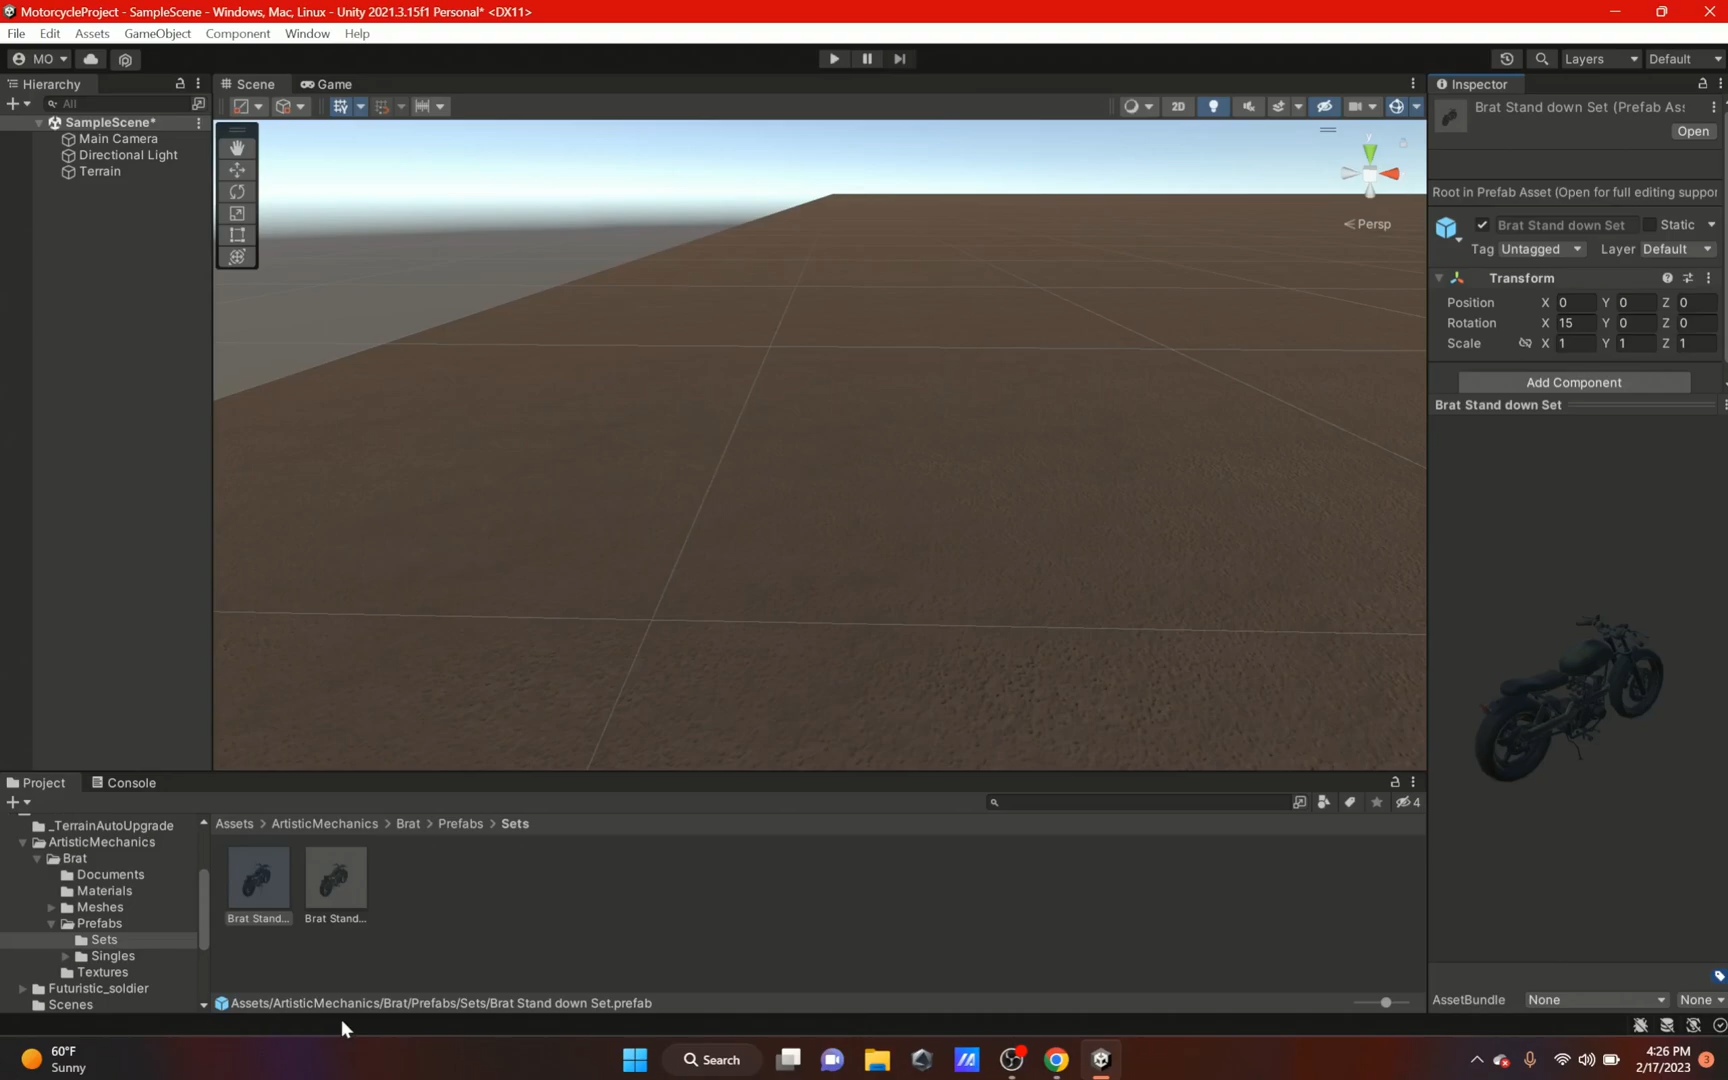 MotorcycleProject - SampleScene - Windows, Mac, Linux - Unity 2021.3.15f1 Personal* <DX11>
File Edit Assets GameObject Component Window Help
MO Layers Default
Hierarchy
All
SampleScene*
Main Camera
Directional Light
Terrain
Scene Game
2D
y
Persp
Inspector
Brat Stand down Set (Prefab Ass
Open
Root in Prefab Asset (Open for full editing suppor
Brat Stand down Set Static
Tag Untagged Layer Default
Transform
Position X 0 Y 0 Z 0
Rotation X 15 Y 0 Z 0
Scale X 1 Y 1 Z 1
Add Component
Brat Stand down Set
AssetBundle None None
Project Console
4
_TerrainAutoUpgrade
ArtisticMechanics
Brat
Documents
Materials
Meshes
Prefabs
Sets
Singles
Textures
Futuristic_soldier
Scenes
Assets > ArtisticMechanics > Brat > Prefabs > Sets
Brat Stand... Brat Stand...
Assets/ArtisticMechanics/Brat/Prefabs/Sets/Brat Stand down Set.prefab
60°F
Sunny
Search
4:26 PM
2/17/2023
3